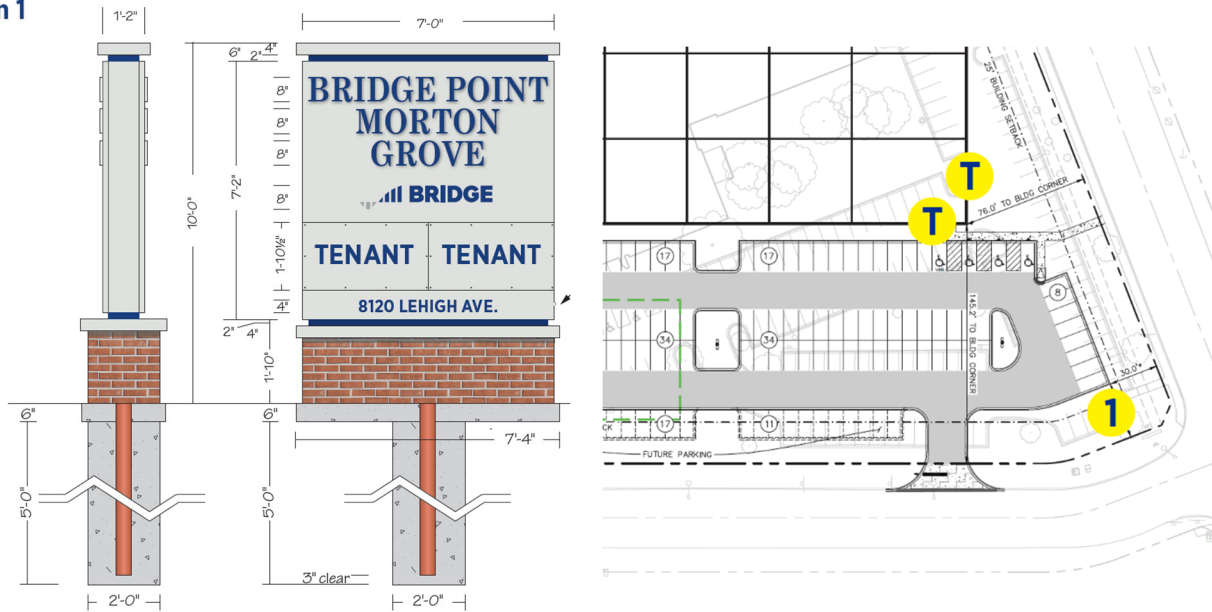 n 1
1'-2"
10'-0"
6"
5'-0"
2'-0"
7'-0"
6"
2"
4"
8"
8"
8"
8"
7'-2"
1'-10½"
4"
2"
4"
1'-10"
BRIDGE POINT
MORTON
GROVE
BRIDGE
TENANT TENANT
8120 LEHIGH AVE.
6"
7'-4"
5'-0"
3" clear
2'-0"
25' BUILDING SETBACK
T
76.0' TO BLDG CORNER
T
17
17
8
145.2' TO BLDG CORNER
34
34
30.0'*
1
CK
17
11
FUTURE PARKING